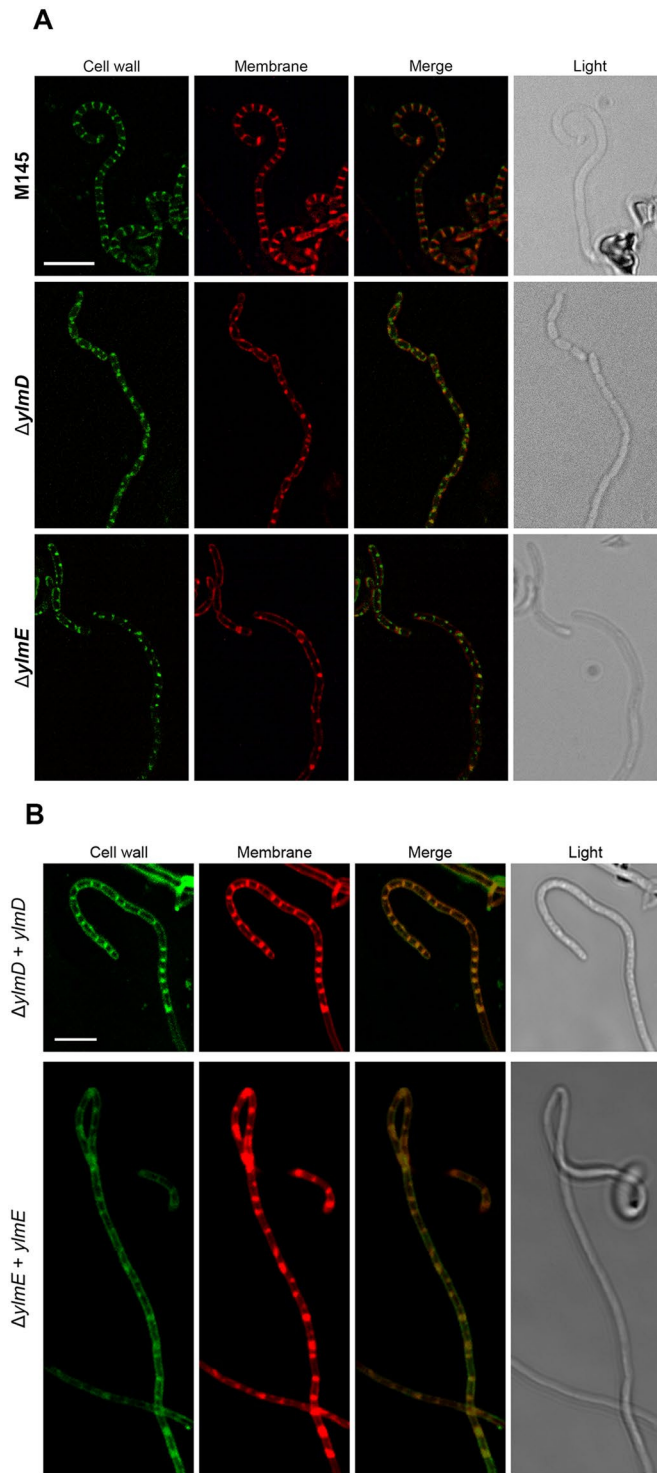 A
Cell wall Membrane Merge Light
M145
ΔylmD
ΔylmE
B
Cell wall Membrane Merge Light
ΔylmD + ylmD
ΔylmE + ylmE